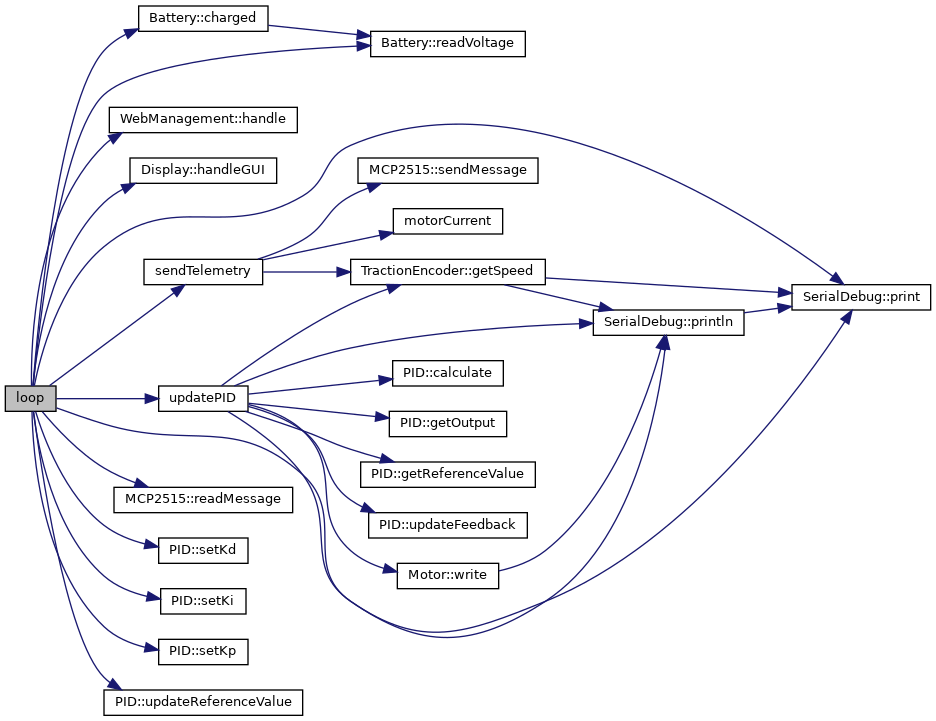 Battery::charged
Battery::readVoltage
WebManagement::handle
Display::handleGUI
MCP2515::sendMessage
motorCurrent
sendTelemetry
TractionEncoder::getSpeed
SerialDebug::print
SerialDebug::println
loop
updatePID
PID::calculate
PID::getOutput
PID::getReferenceValue
MCP2515::readMessage
PID::updateFeedback
PID::setKd
Motor::write
PID::setKi
PID::setKp
PID::updateReferenceValue